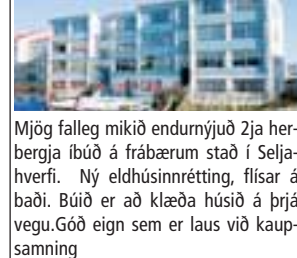 Mjög falleg mikið endurnýjuð 2ja her-
bergja íbúð á frábærum stað í Selja-
hverfi. Ný eldhúsinnrétting, flísar á
baði. Búið er að klæða húsið á þrjá
vegu.Góð eign sem er laus við kaup-
samning